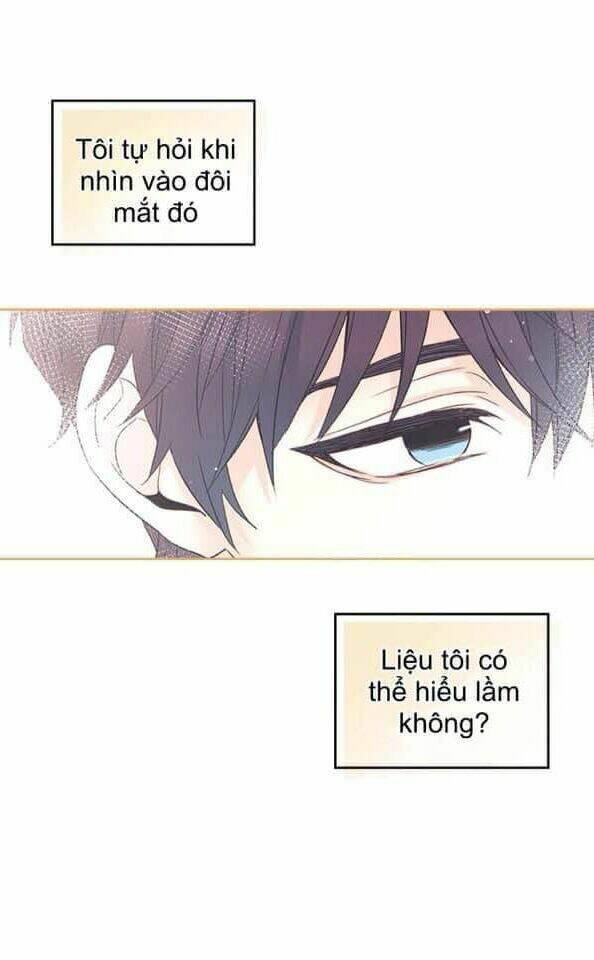 Tôi tự hỏi khi
nhìn vào đôi
mắt đó
Liệu tôi có
thể hiểu lầm
không?